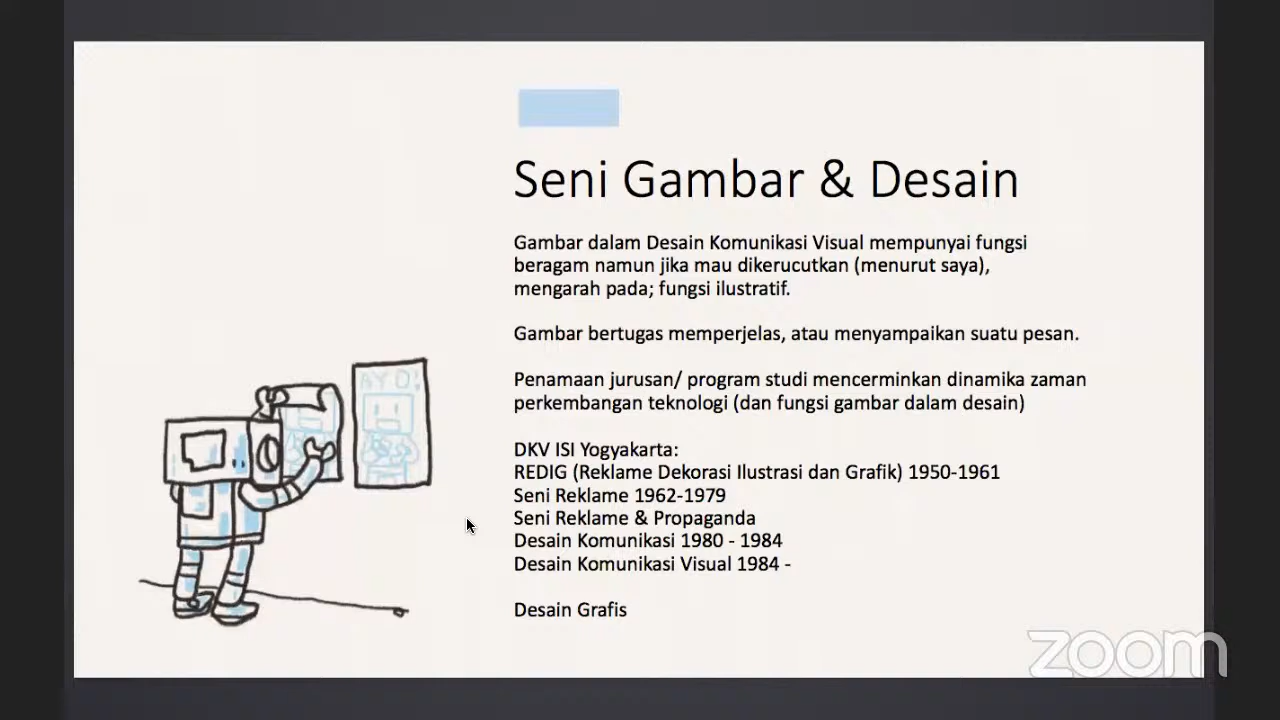 Seni Gambar & Desain
Gambar dalam Desain Komunikasi Visual mempunyai fungsi
beragam namun jika mau dikerucutkan (menurut saya),
mengarah pada; fungsi ilustratif.
Gambar bertugas memperjelas, atau menyampaikan suatu pesan.
Penamaan jurusan/ program studi mencerminkan dinamika zaman
perkembangan teknologi (dan fungsi gambar dalam desain)
DKV ISI Yogyakarta:
REDIG (Reklame Dekorasi Ilustrasi dan Grafik) 1950-1961
Seni Reklame 1962-1979
Seni Reklame & Propaganda
Desain Komunikasi 1980 - 1984
Desain Komunikasi Visual 1984 -
Desain Grafis
AYO!
zoom